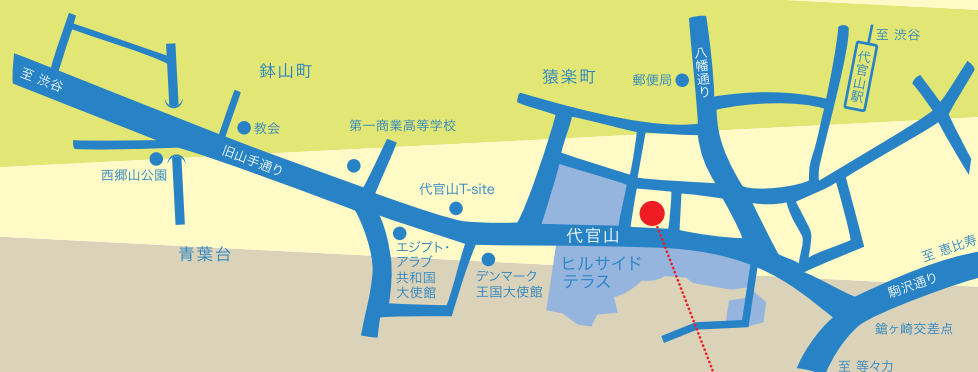 至 渋谷
鉢山町
猿楽町
郵便局
八幡通り
至 渋谷
代官山駅
教会
第一商業高等学校
旧山手通り
西郷山公園
代官山T-site
青葉台
エジプト・
アラブ
共和国
大使館
デンマーク
王国大使館
代官山
ヒルサイド
テラス
至 恵比寿
駒沢通り
鎗ヶ崎交差点
至 等々力